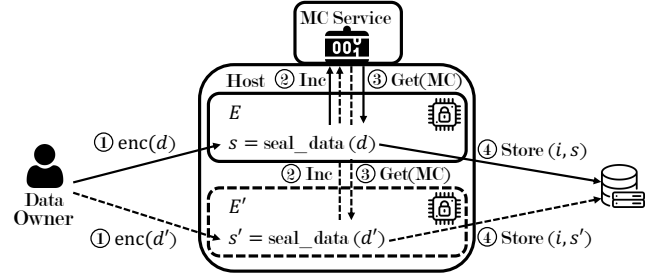 MC Service
00
Host ② Inc ③ Get(MC)
E
① enc(d)
s = seal_data (d)
④ Store (i, s)
② Inc ③ Get(MC)
Data
Owner
E′
① enc(d′)
s′ = seal_data (d′)
④ Store (i, s′)